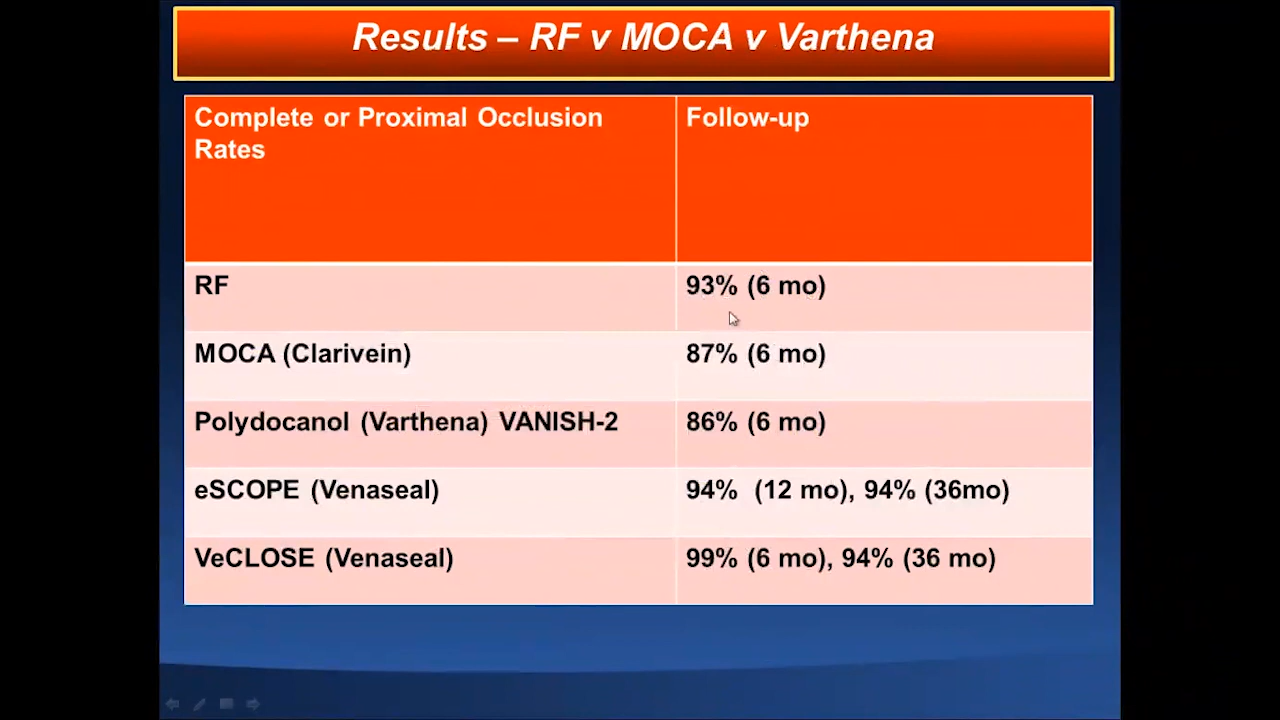 Results – RF v MOCA v Varthena
Complete or Proximal Occlusion
Rates
Follow-up
RF
93% (6 mo)
MOCA (Clarivein)
87% (6 mo)
Polydocanol (Varthena) VANISH-2
86% (6 mo)
eSCOPE (Venaseal)
94% (12 mo), 94% (36mo)
VeCLOSE (Venaseal)
99% (6 mo), 94% (36 mo)